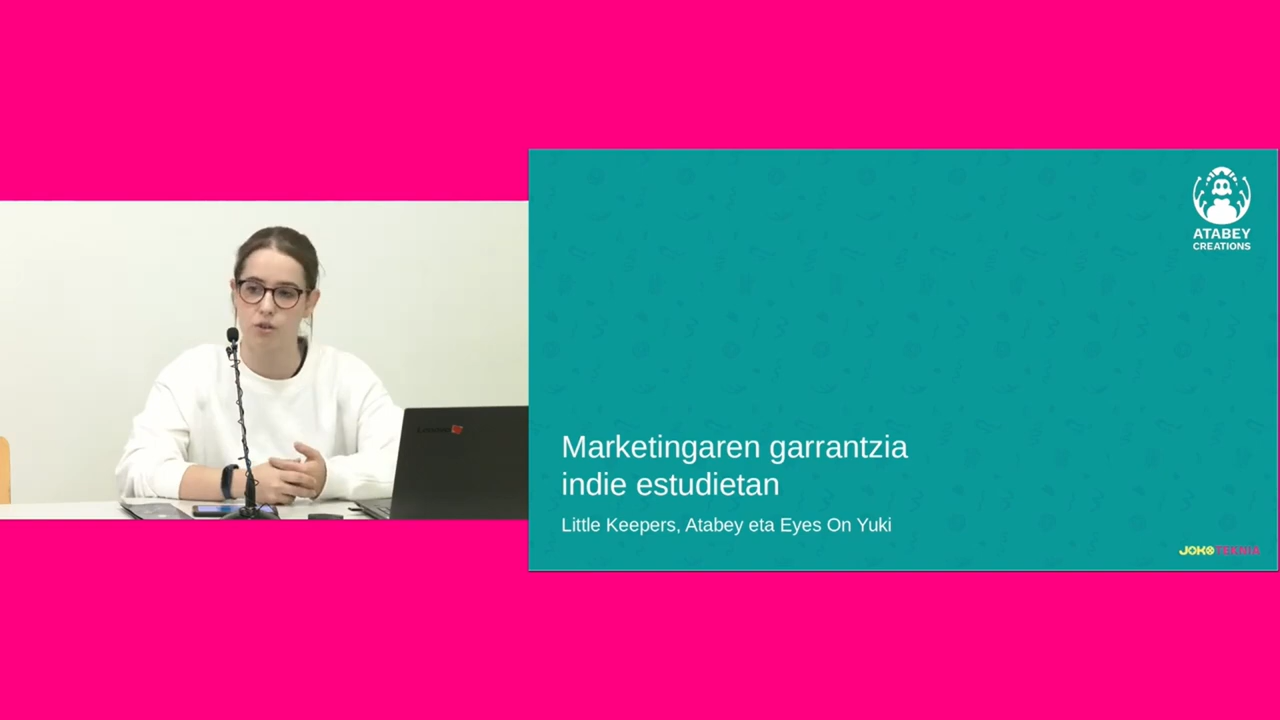 ATABEY
CREATIONS
Marketingaren garrantzia
indie estudietan
Little Keepers, Atabey eta Eyes On Yuki
JOKOTEKNIA